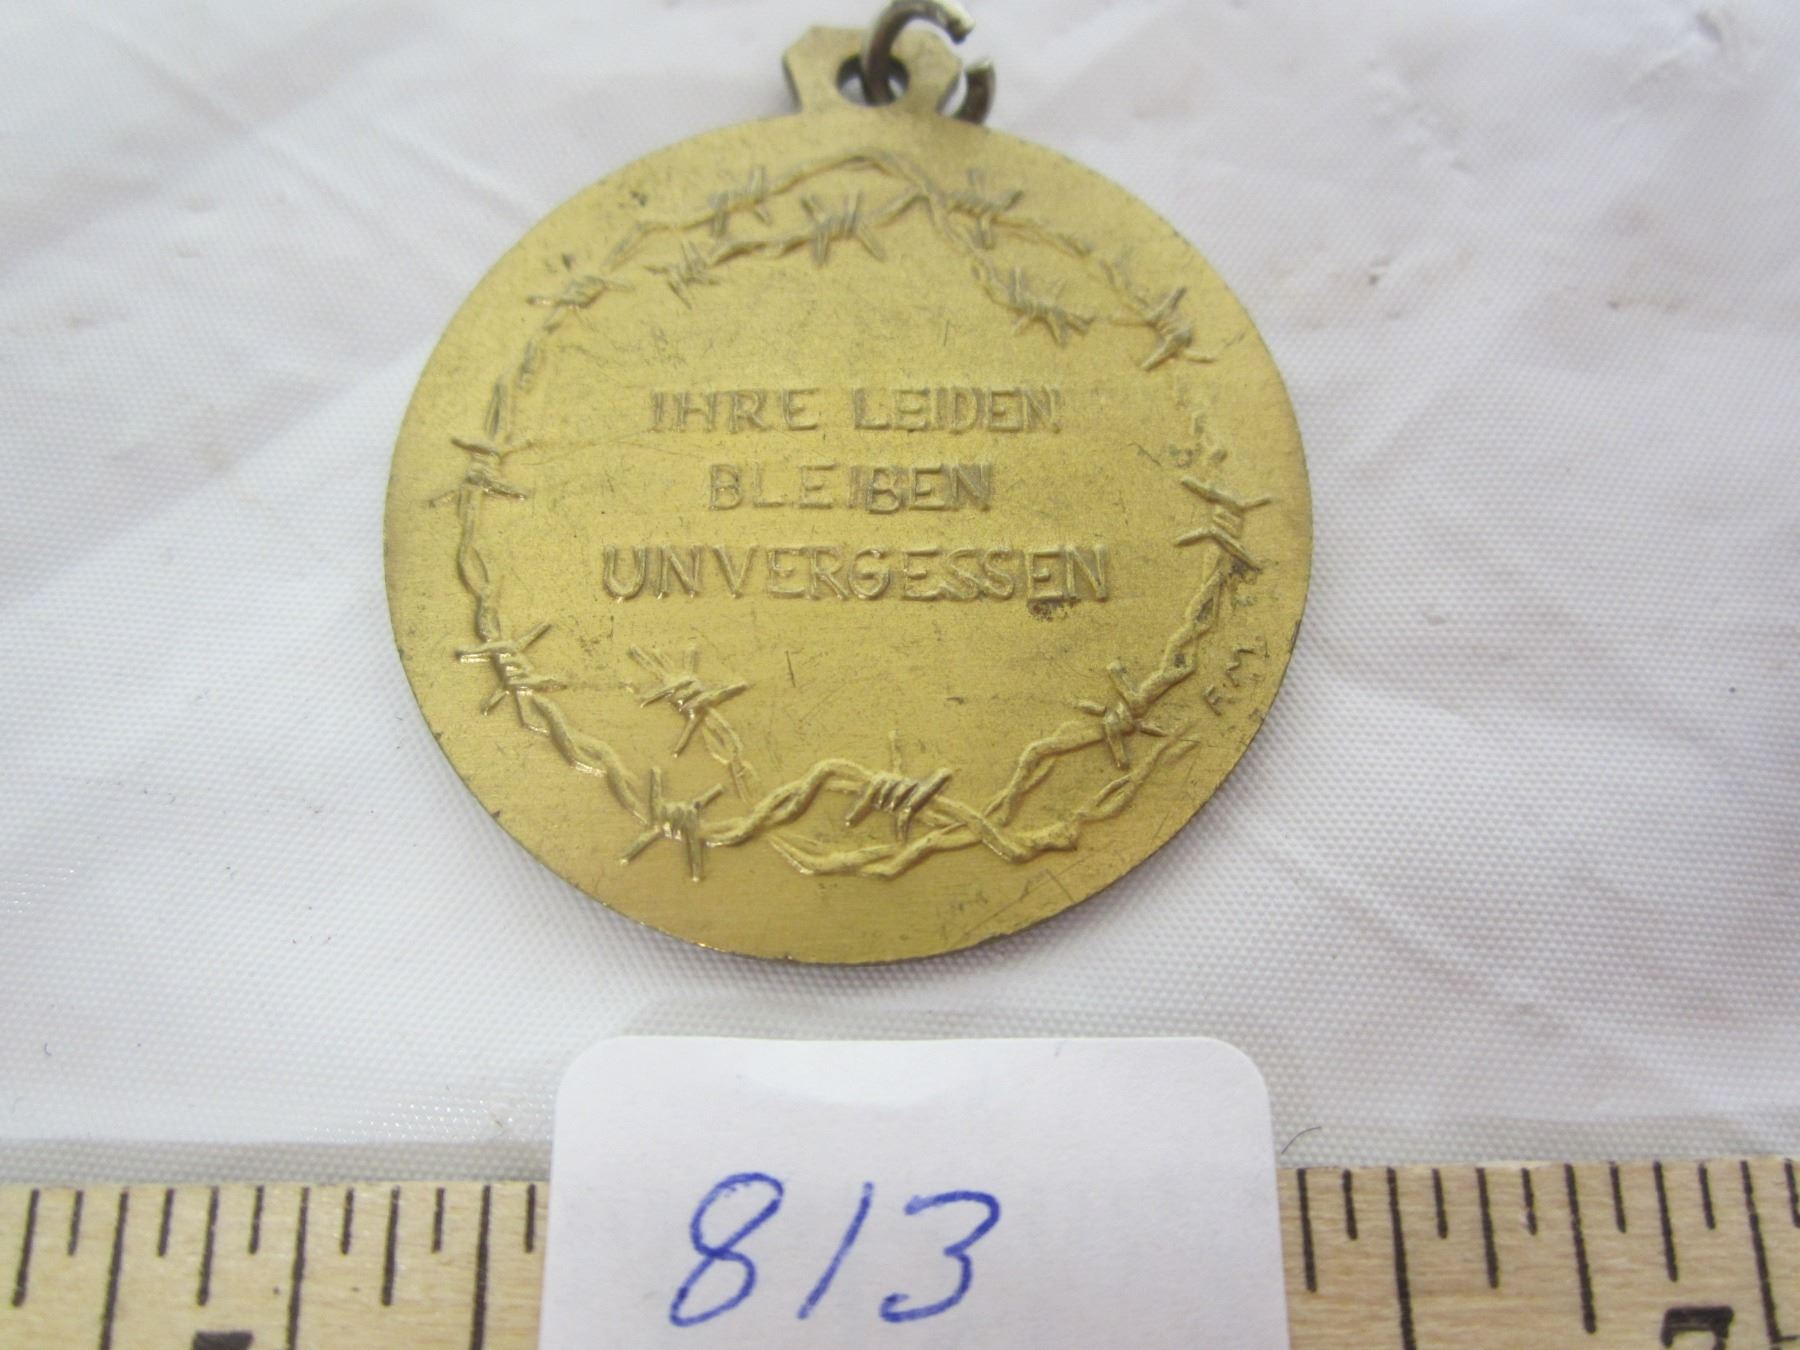 IHRE LEIDEN
BLEIBEN
UNVERGESSEN
F.M
813